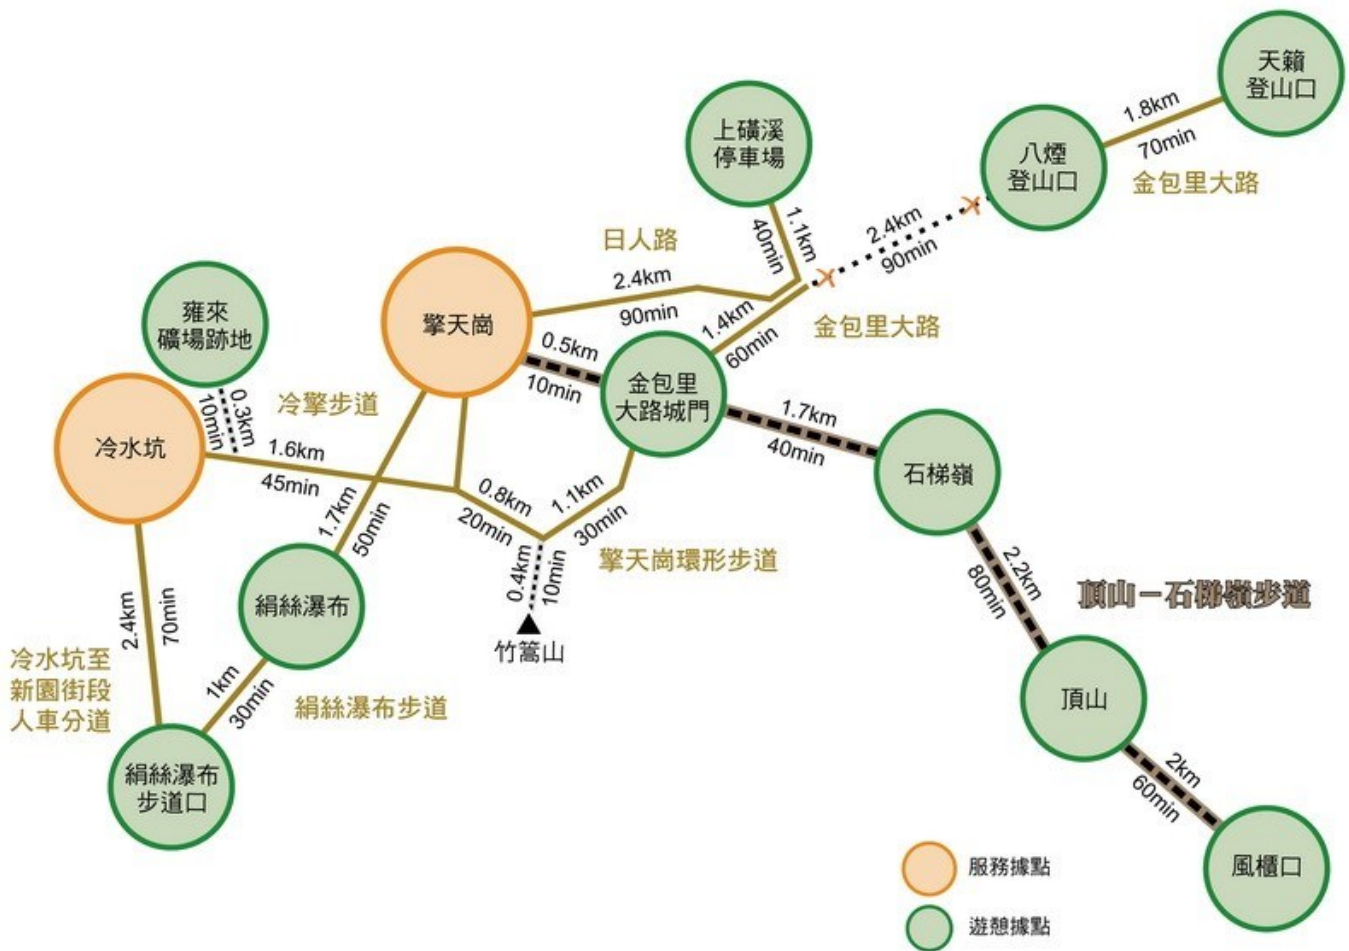 天籟
登山口
1.8km
70min
金包里大路
八煙
登山口
上磺溪
停車場
1.1km
40min
2.4km
90min
日人路
2.4km
90min
擎天崗
1.4km
60min
金包里大路
雍來
礦場跡地
0.3km
10min
冷擎步道
0.5km
10min
金包里
大路城門
冷水坑
1.6km
45min
1.7km
40min
石梯嶺
0.8km
20min
1.1km
30min
1.7km
50min
擎天崗環形步道
0.4km
10min
竹篙山
2.2km
80min
頂山－石梯嶺步道
絹絲瀑布
2.4km
70min
冷水坑至
新園街段
人車分道
1km
30min
絹絲瀑布步道
頂山
絹絲瀑布
步道口
2km
60min
風櫃口
服務據點
遊憩據點